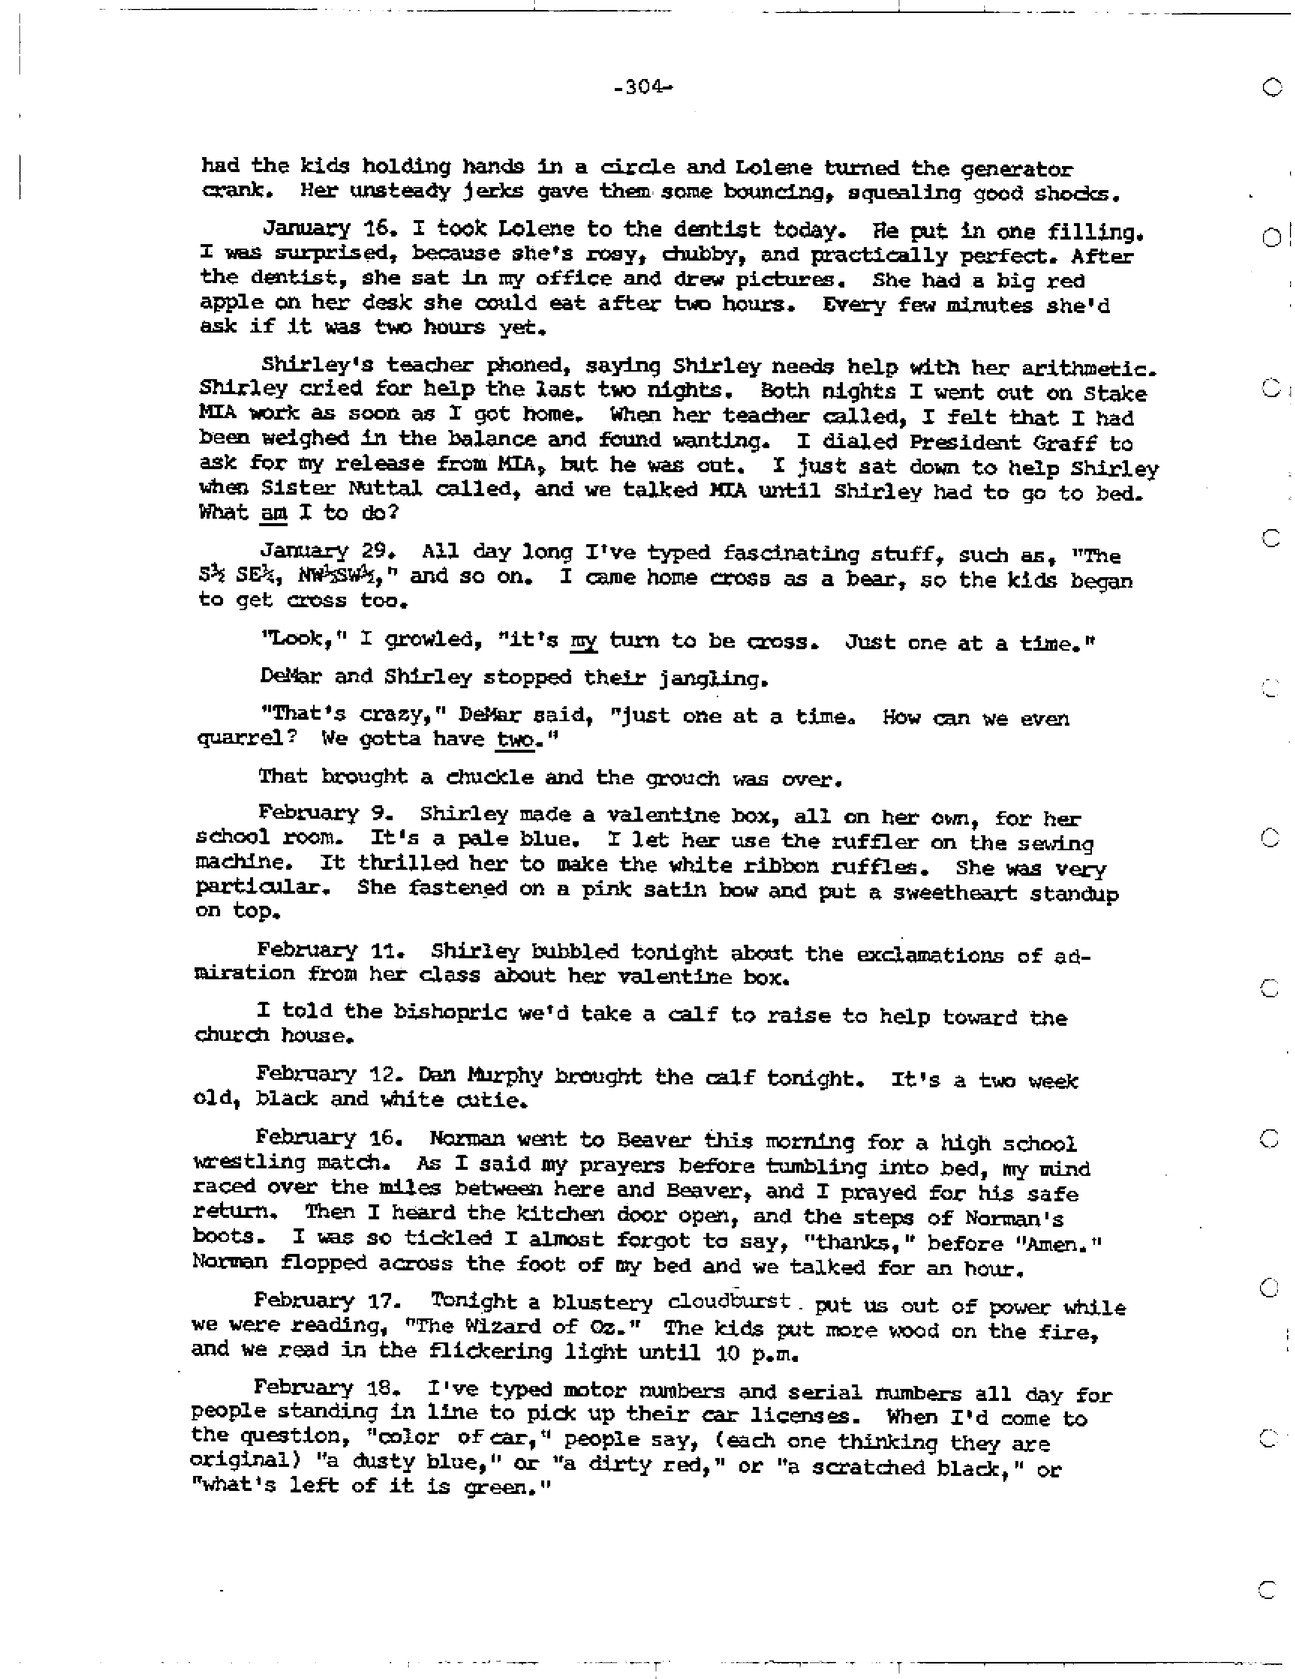 -304-
had the kids holding hands in a circle and Lolene turned the generator
crank. Her unsteady jerks gave them some bouncing, squealing good shocks.
January 16. I took Lolene to the dentist today. He put in one filling.
I was surprised, because she's rosy, chubby, and practically perfect. After
the dentist, she sat in my office and drew pictures. She had a big red
apple on her desk she could eat after two hours. Every few minutes she'd
ask if it was two hours yet.
Shirley's teacher phoned, saying Shirley needs help with her arithmetic.
Shirley cried for help the last two nights. Both nights I went out on Stake
MIA work as soon as I got home. When her teacher called, I felt that I had
been weighed in the balance and found wanting. I dialed President Graff to
ask for my release from MIA, but he was out. I just sat down to help Shirley
when Sister Nuttal called, and we talked MIA until Shirley had to go to bed.
What am I to do?
January 29. All day long I've typed fascinating stuff, such as, "The
S½ SE¼, NW¼SW¼," and so on. I came home cross as a bear, so the kids began
to get cross too.
"Look," I growled, "it's my turn to be cross. Just one at a time."
DeMar and Shirley stopped their jangling.
"That's crazy," DeMar said, "just one at a time. How can we even
quarrel? We gotta have two."
That brought a chuckle and the grouch was over.
February 9. Shirley made a valentine box, all on her own, for her
school room. It's a pale blue. I let her use the ruffler on the sewing
machine. It thrilled her to make the white ribbon ruffles. She was very
particular. She fastened on a pink satin bow and put a sweetheart standup
on top.
February 11. Shirley bubbled tonight about the exclamations of ad-
miration from her class about her valentine box.
I told the bishopric we'd take a calf to raise to help toward the
church house.
February 12. Dan Murphy brought the calf tonight. It's a two week
old, black and white cutie.
February 16. Norman went to Beaver this morning for a high school
wrestling match. As I said my prayers before tumbling into bed, my mind
raced over the miles between here and Beaver, and I prayed for his safe
return. Then I heard the kitchen door open, and the steps of Norman's
boots. I was so tickled I almost forgot to say, "thanks," before "Amen."
Norman flopped across the foot of my bed and we talked for an hour.
February 17. Tonight a blustery cloudburst put us out of power while
we were reading, "The Wizard of Oz." The kids put more wood on the fire,
and we read in the flickering light until 10 p.m.
February 18. I've typed motor numbers and serial numbers all day for
people standing in line to pick up their car licenses. When I'd come to
the question, "color of car," people say, (each one thinking they are
original) "a dusty blue," or "a dirty red," or "a scratched black," or
"what's left of it is green."